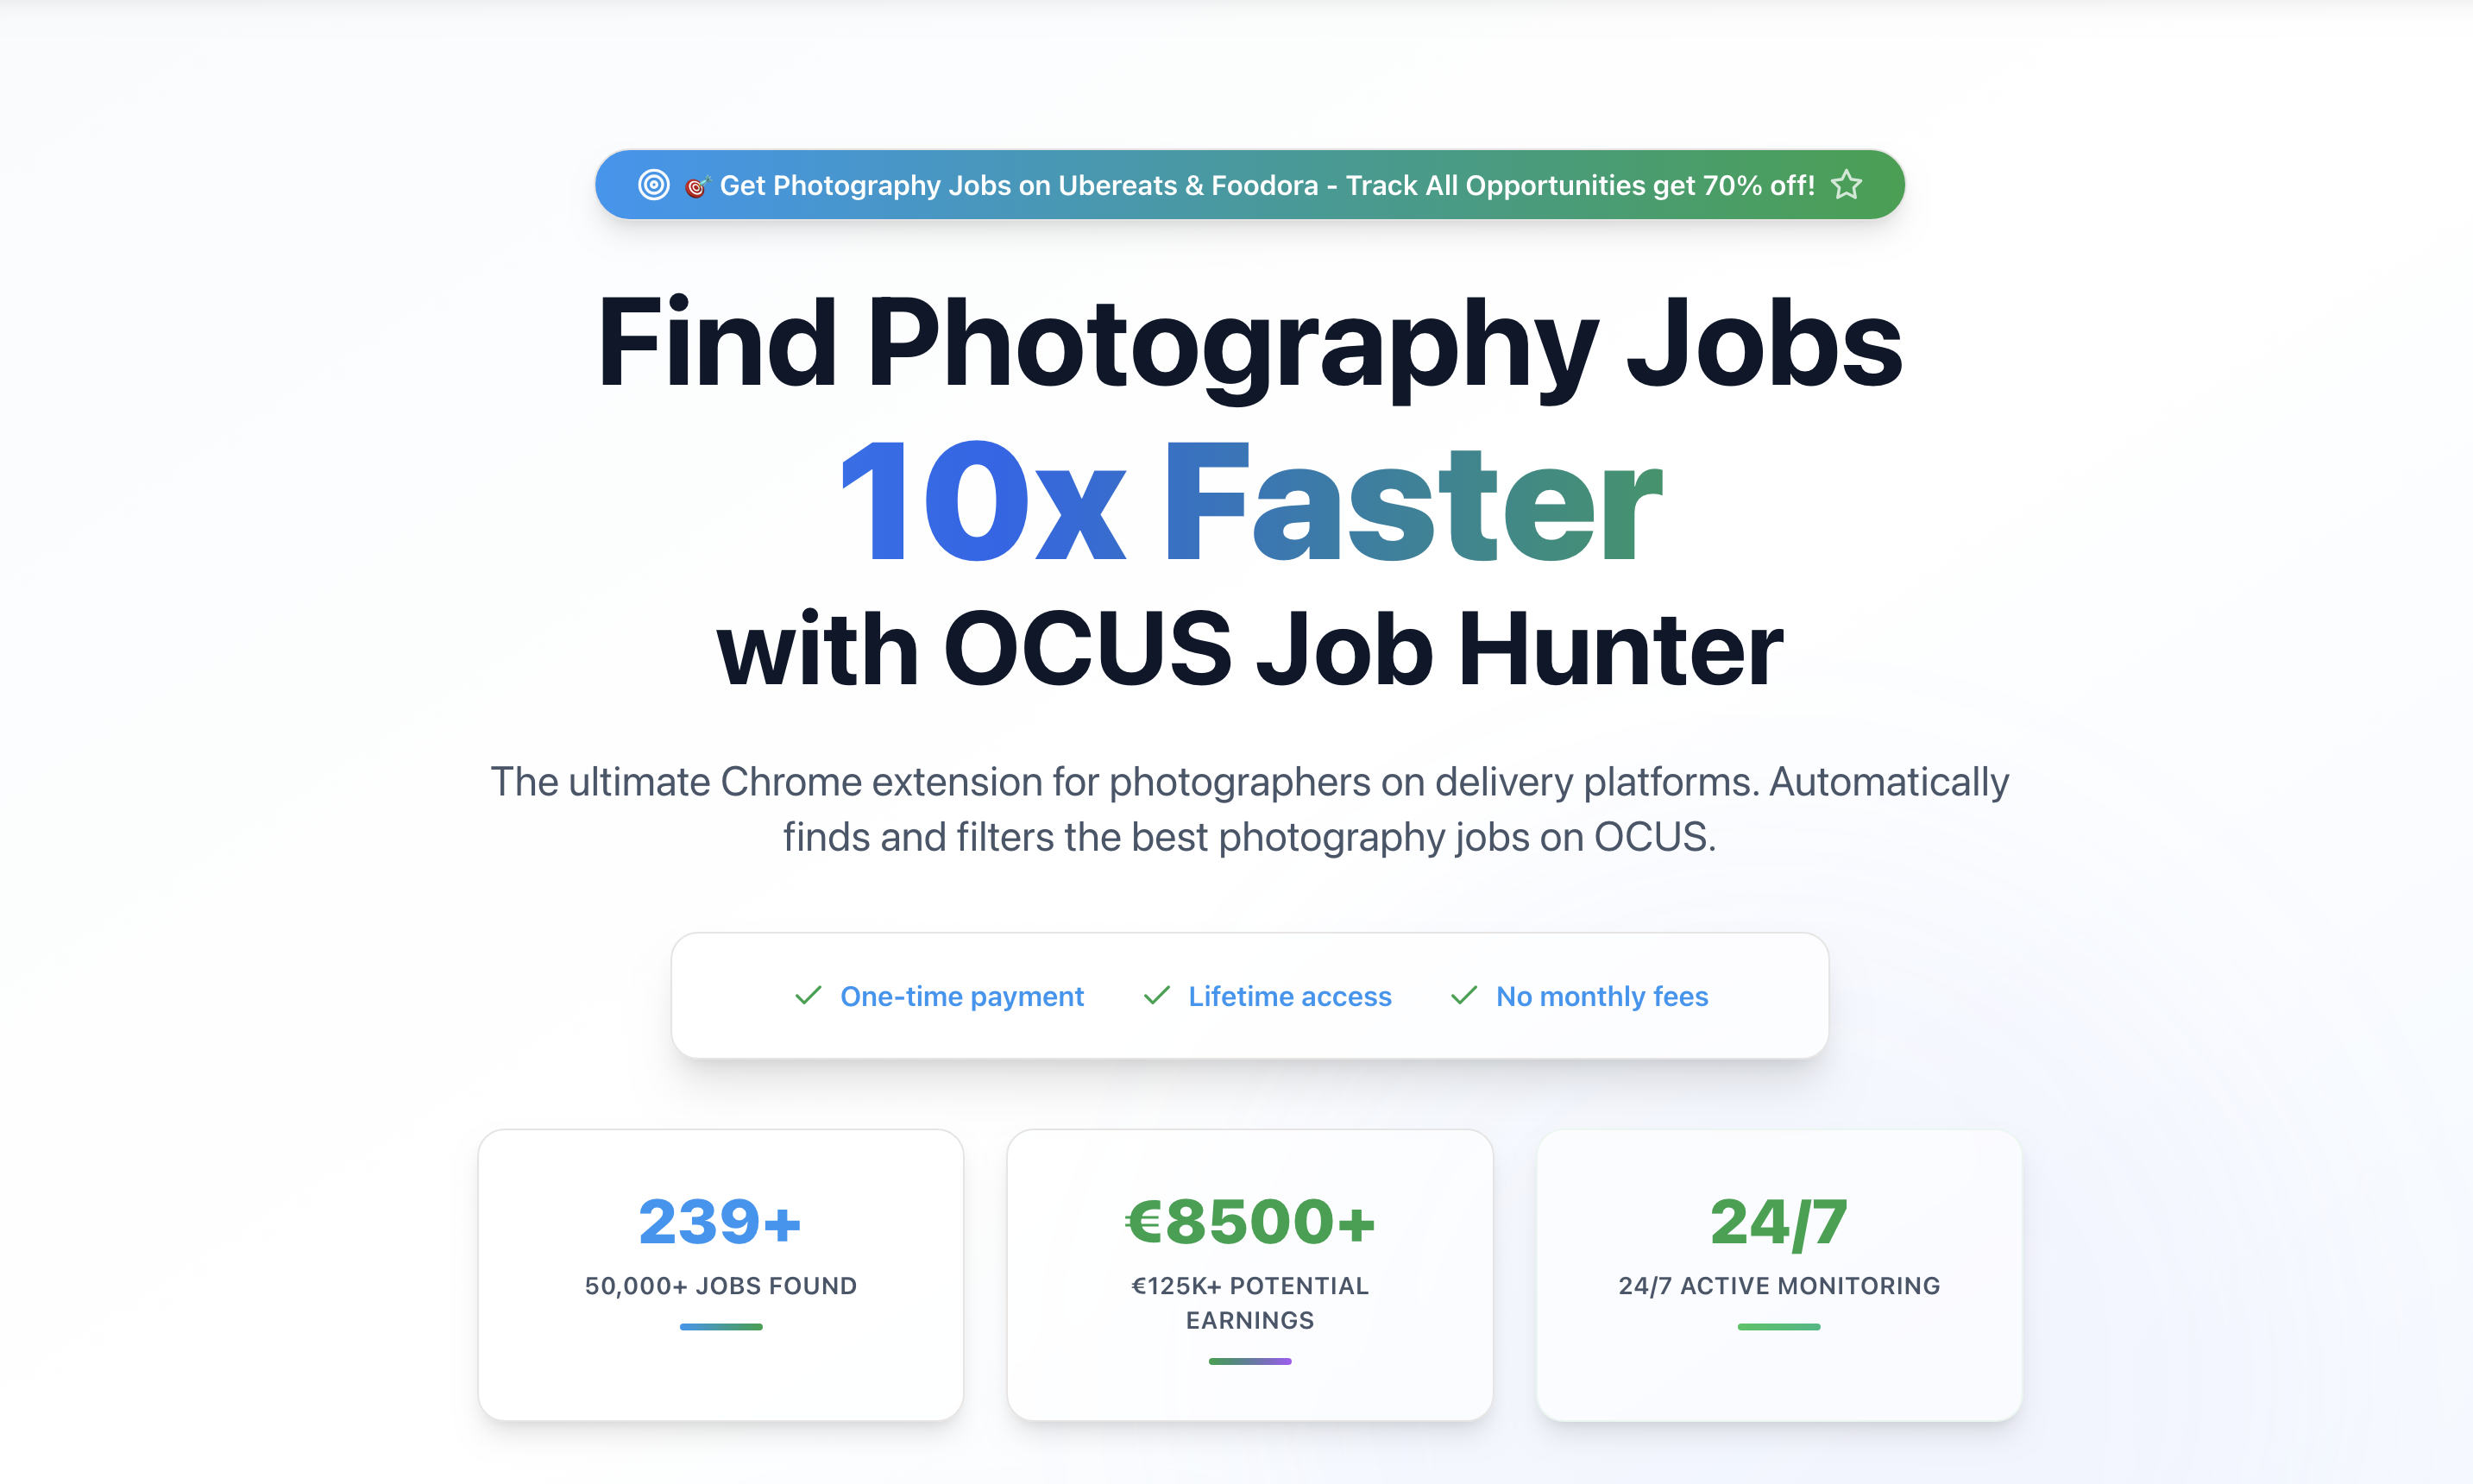 🎯 Get Photography Jobs on Ubereats & Foodora - Track All Opportunities get 70% off!
Find Photography Jobs
10x Faster
with OCUS Job Hunter
The ultimate Chrome extension for photographers on delivery platforms. Automatically
finds and filters the best photography jobs on OCUS.
One-time payment
Lifetime access
No monthly fees
239+
50,000+ JOBS FOUND
€8500+
€125K+ POTENTIAL
EARNINGS
24/7
24/7 ACTIVE MONITORING